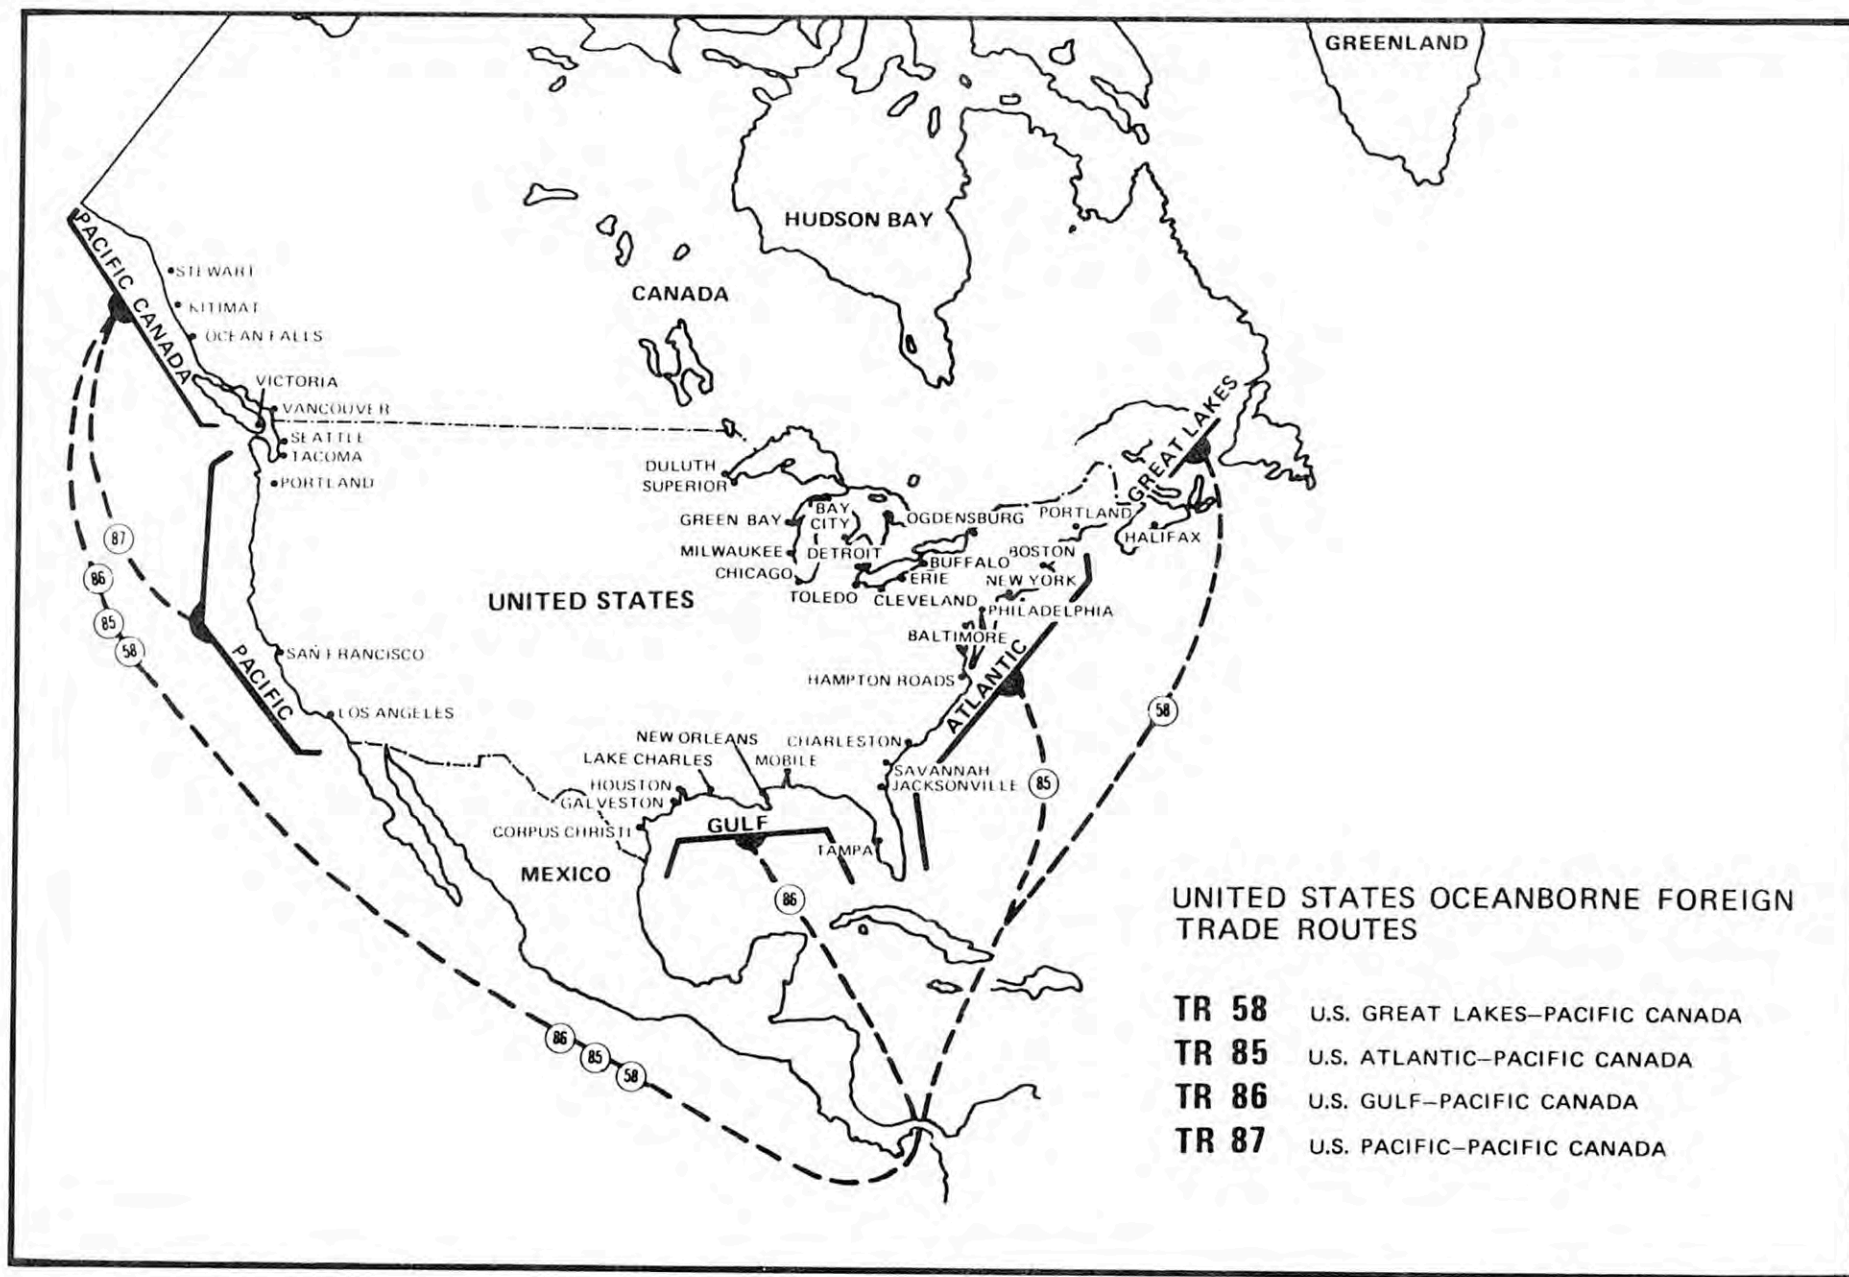 GREENLAND
HUDSON BAY
CANADA
PACIFIC CANADA
STEWART
KITIMAT
OCEAN FALLS
VICTORIA
VANCOUVER
SEATTLE
TACOMA
PORTLAND
GREAT LAKES
DULUTH
SUPERIOR
GREEN BAY
BAY
CITY
OGDENSBURG
PORTLAND
HALIFAX
MILWAUKEE
DETROIT
BOSTON
CHICAGO
BUFFALO
ERIE
NEW YORK
TOLEDO
CLEVELAND
PHILADELPHIA
BALTIMORE
UNITED STATES
HAMPTON ROADS
ATLANTIC
87
86
85
58
PACIFIC
SAN FRANCISCO
LOS ANGELES
58
NEW ORLEANS
CHARLESTON
LAKE CHARLES
MOBILE
SAVANNAH
HOUSTON
JACKSONVILLE
85
GALVESTON
GULF
CORPUS CHRISTI
TAMPA
MEXICO
86
86
85
58
UNITED STATES OCEANBORNE FOREIGN
TRADE ROUTES
TR 58 U.S. GREAT LAKES–PACIFIC CANADA
TR 85 U.S. ATLANTIC–PACIFIC CANADA
TR 86 U.S. GULF–PACIFIC CANADA
TR 87 U.S. PACIFIC–PACIFIC CANADA